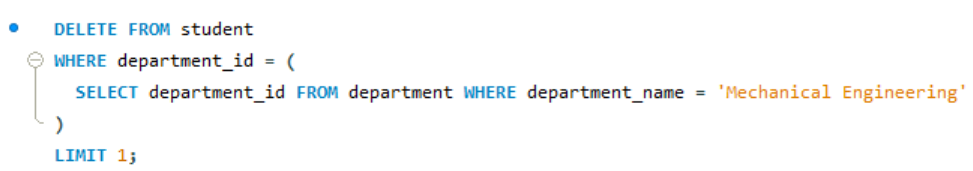 DELETE FROM student
WHERE department_id = (
SELECT department_id FROM department WHERE department_name = 'Mechanical Engineering'
)
LIMIT 1;